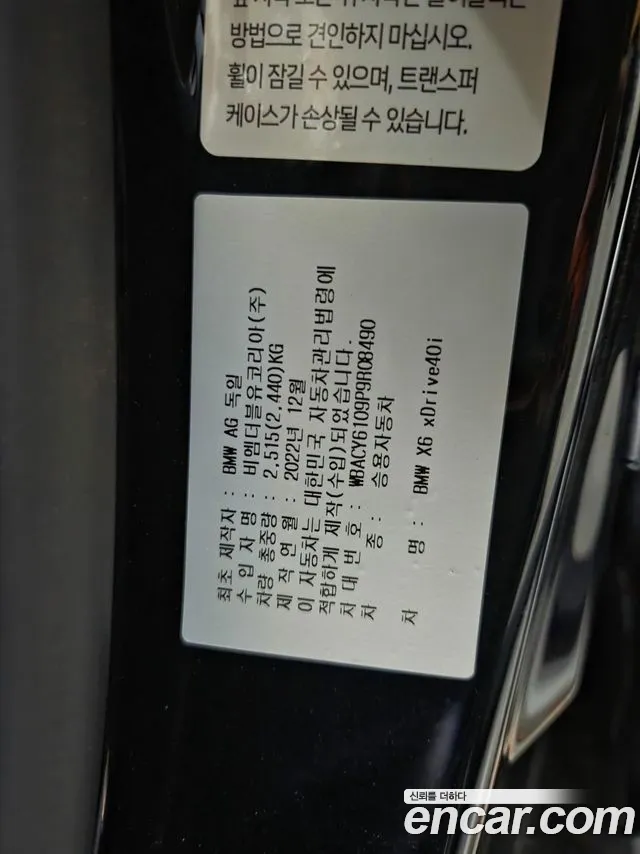 방법으로 견인하지 마십시오.
휠이 잠길 수 있으며, 트랜스퍼
케이스가 손상될 수 있습니다.
최초 제작자 : BMW AG 독일
수 입 자 명 : 비엠더블유코리아(주)
차량 총중량 : 2,515(2,440)KG
제 작 연 월 : 2022년 12월
이 자동차는 대한민국 자동차관리법령에
적합하게 제작(수입)되었습니다.
차 대 번 호 : WBACY6109P9R08490
차 종 : 승용자동차
차 명 : BMW X6 xDrive40i
신뢰를 더하다
encar.com